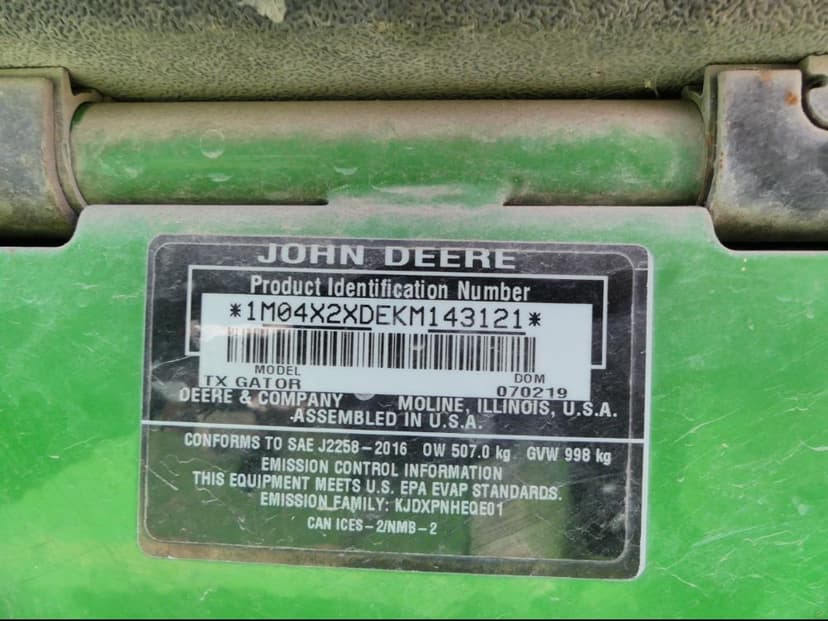 JOHN DEERE
Product Identification Number
*1M04X2XDEKM143121*
MODEL DOM
TX GATOR 070219
DEERE & COMPANY MOLINE, ILLINOIS, U.S.A.
ASSEMBLED IN U.S.A.
CONFORMS TO SAE J2258-2016 OW 507.0 kg GVW 998 kg
EMISSION CONTROL INFORMATION
THIS EQUIPMENT MEETS U.S. EPA EVAP STANDARDS.
EMISSION FAMILY: KJDXPNHEQE01
CAN ICES-2/NMB-2